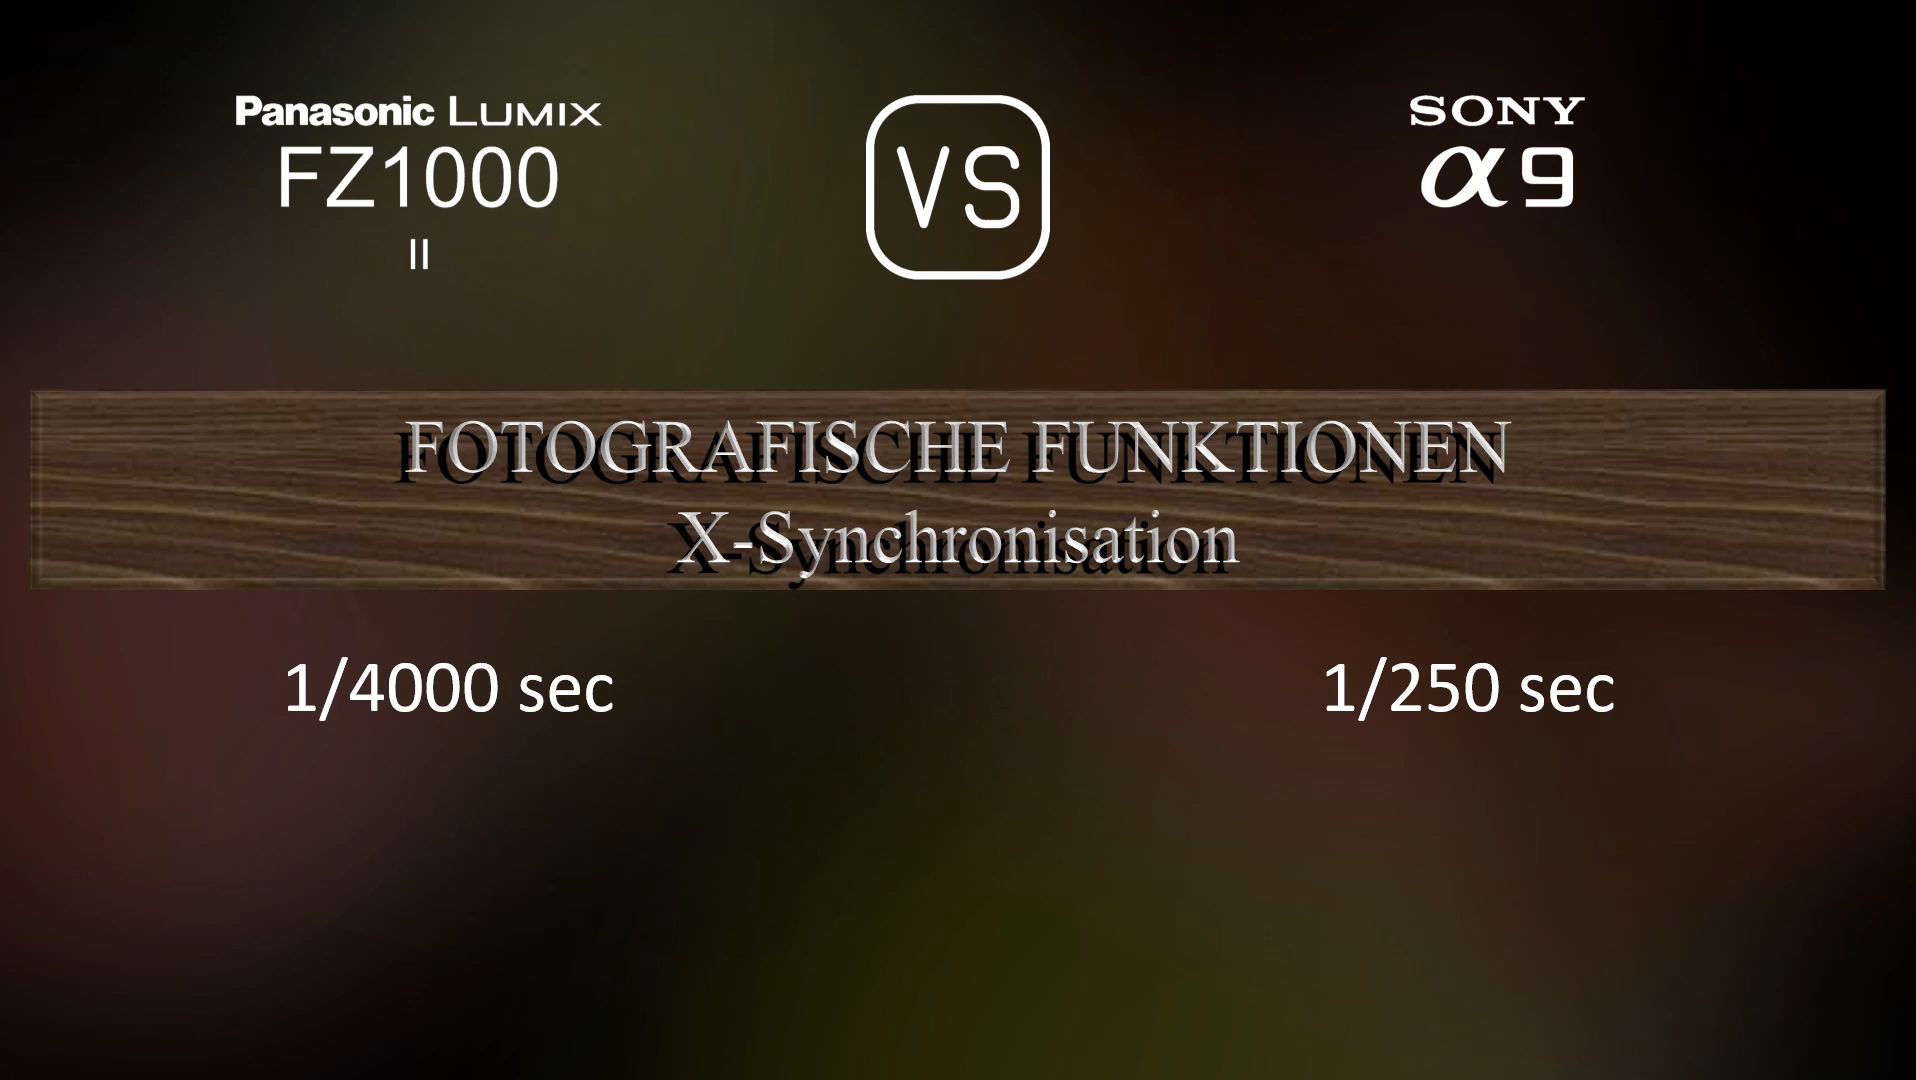 Panasonic LUMIX
FZ1000
II
VS
SONY
α9
FOTOGRAFISCHE FUNKTIONEN
X-Synchronisation
1/4000 sec
1/250 sec